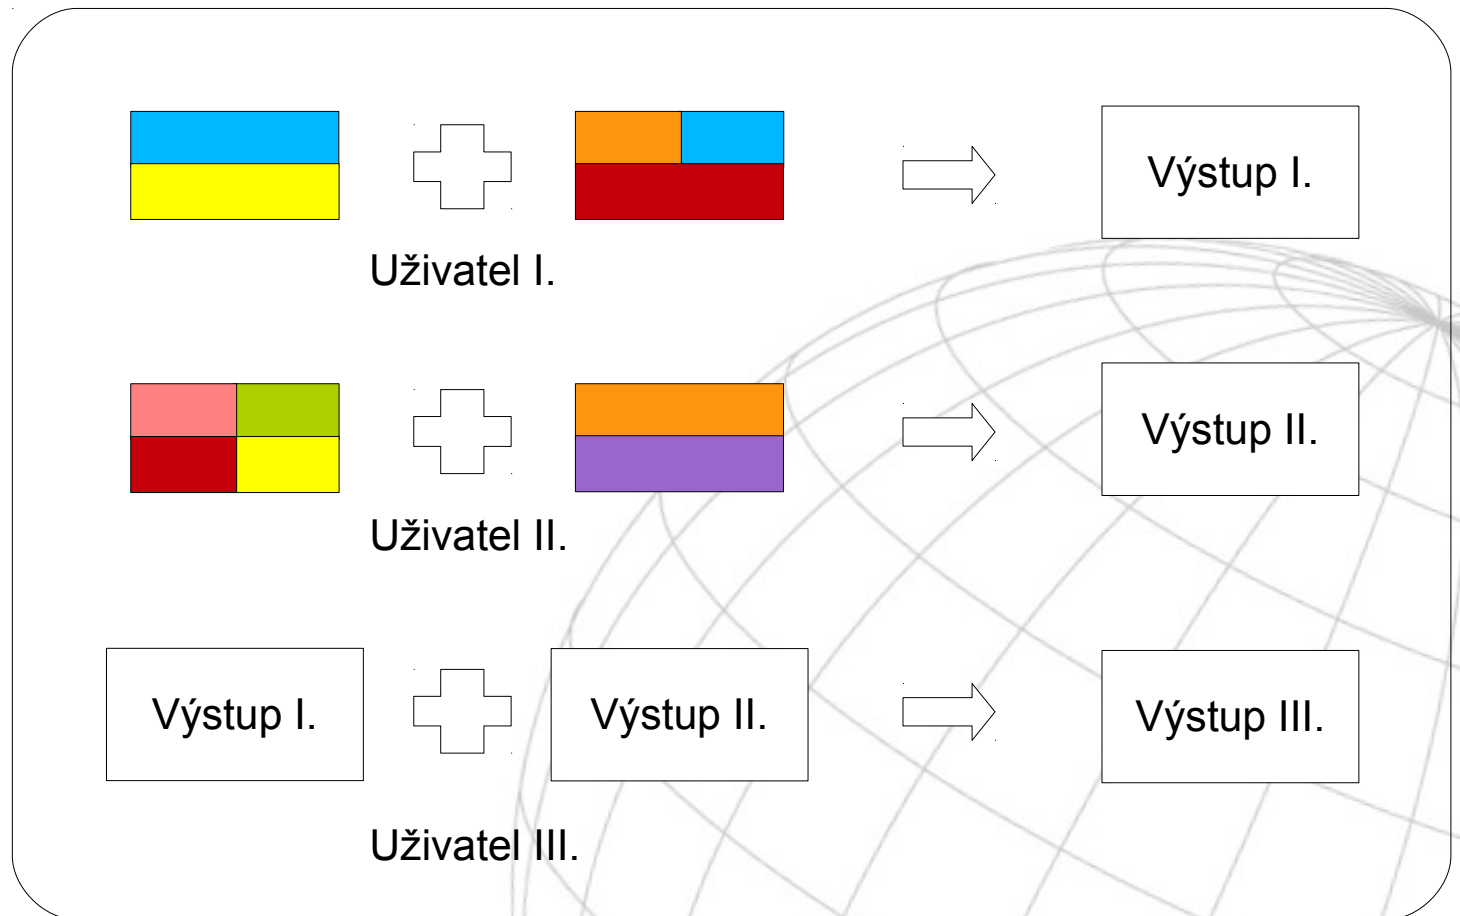 Výstup I.
Uživatel I.
Výstup II.
Uživatel II.
Výstup I.
Výstup II.
Výstup III.
Uživatel III.